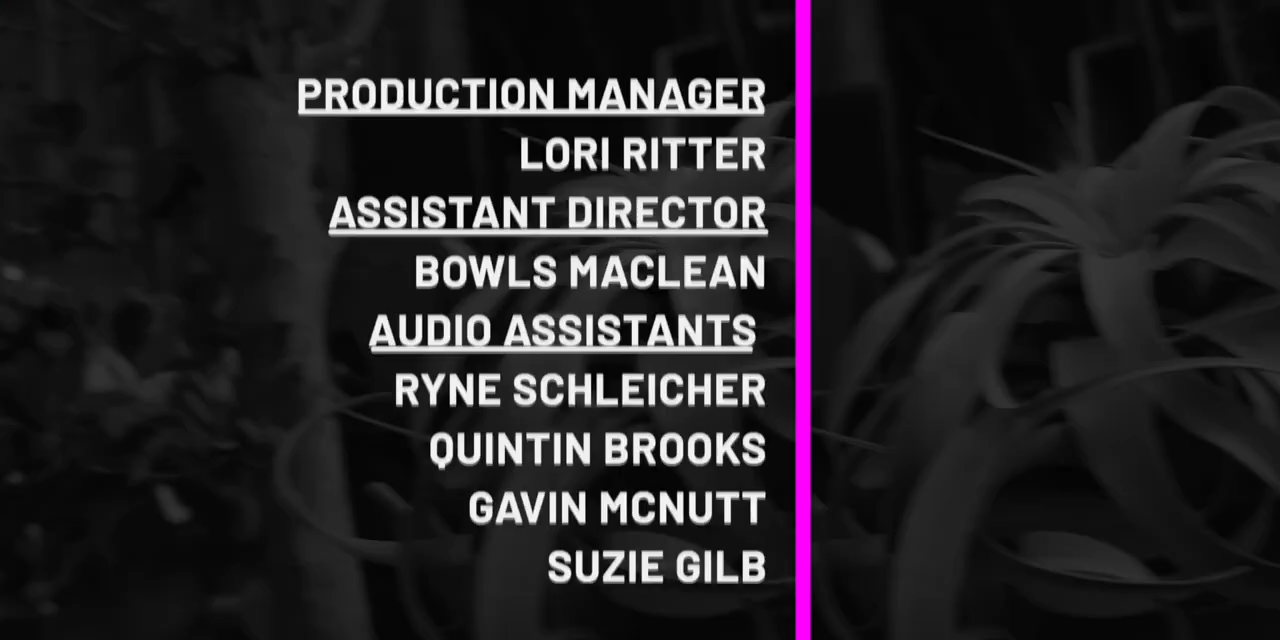 PRODUCTION MANAGER
LORI RITTER
ASSISTANT DIRECTOR
BOWLS MACLEAN
AUDIO ASSISTANTS
RYNE SCHLEICHER
QUINTIN BROOKS
GAVIN MCNUTT
SUZIE GILB